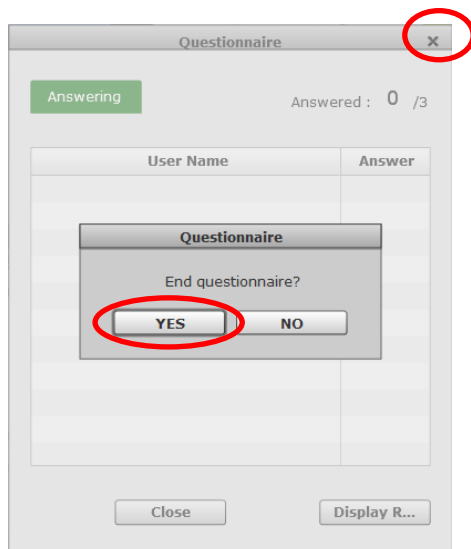 Questionnaire ×
Answering
Answered : 0 /3
User Name Answer
Questionnaire
End questionnaire?
YES NO
Close Display R...